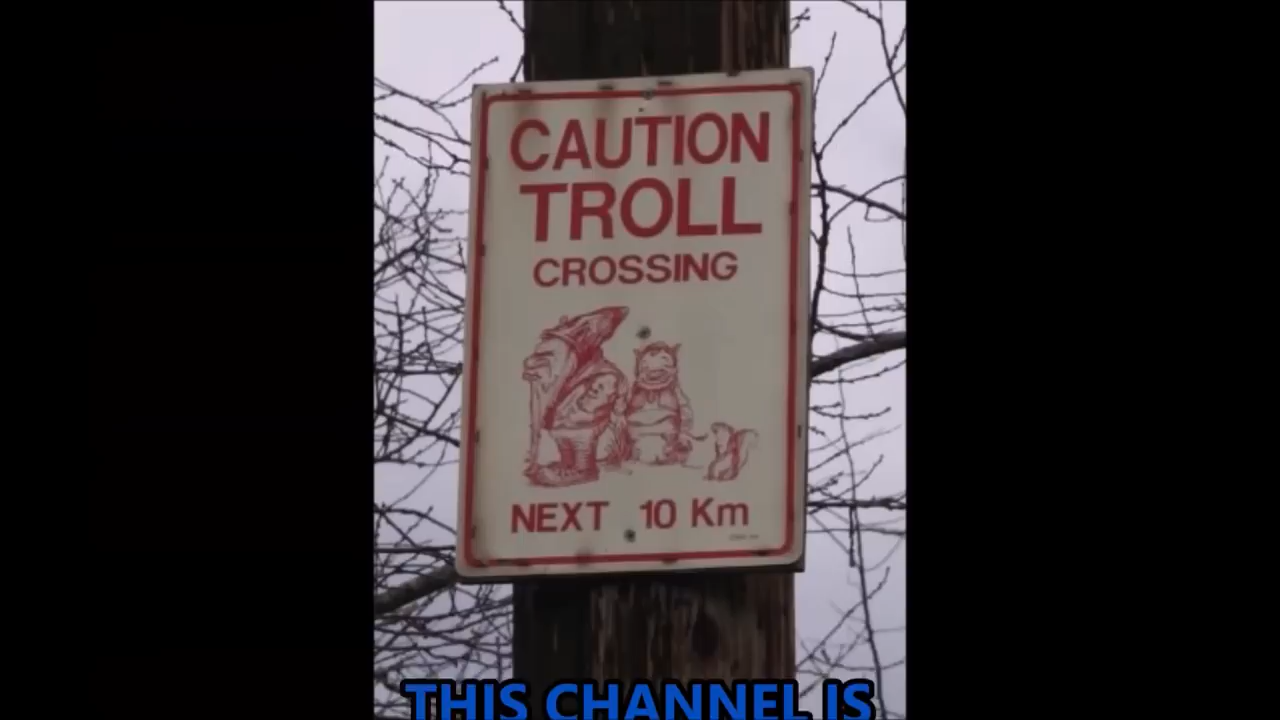 CAUTION
TROLL
CROSSING
NEXT 10 Km
THIS CHANNEL IS